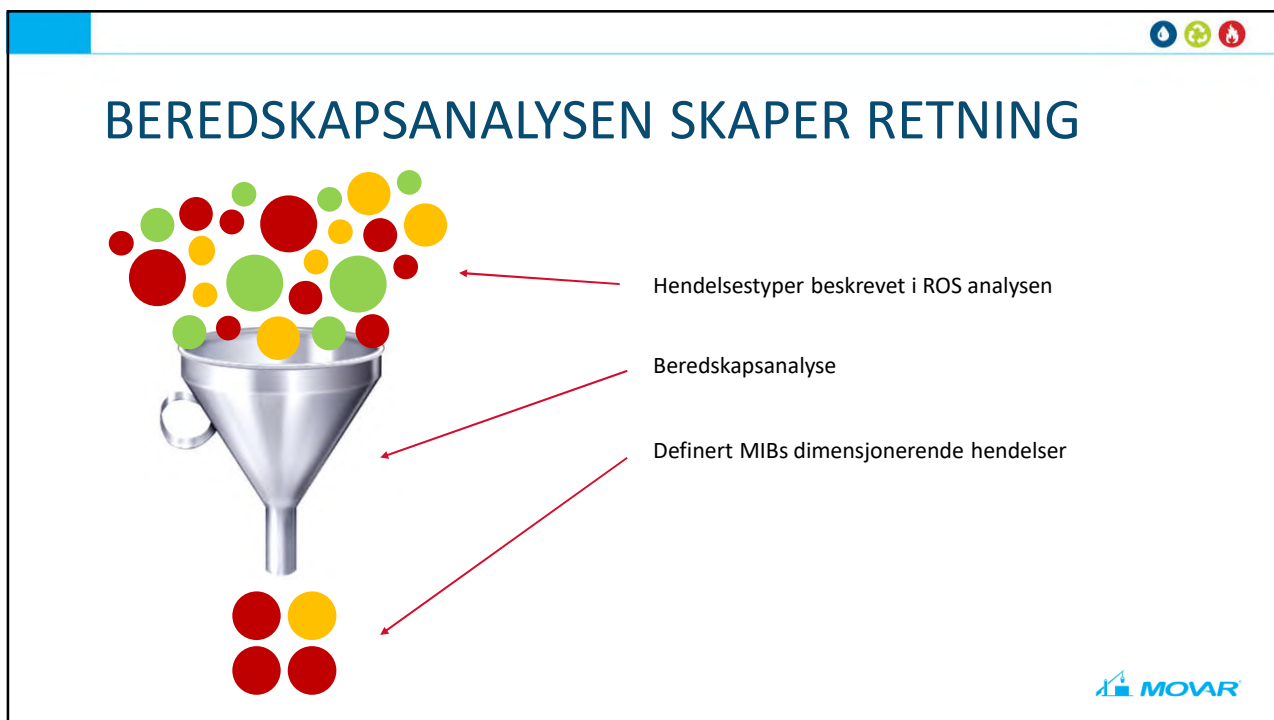 BEREDSKAPSANALYSEN SKAPER RETNING
Hendelsestyper beskrevet i ROS analysen
Beredskapsanalyse
Definert MIBs dimensjonerende hendelser
MOVAR